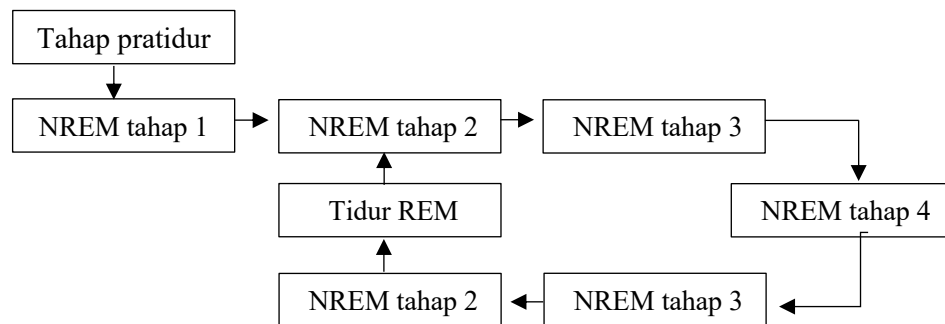 Tahap pratidur
NREM tahap 1
NREM tahap 2
NREM tahap 3
NREM tahap 4
NREM tahap 3
NREM tahap 2
Tidur REM